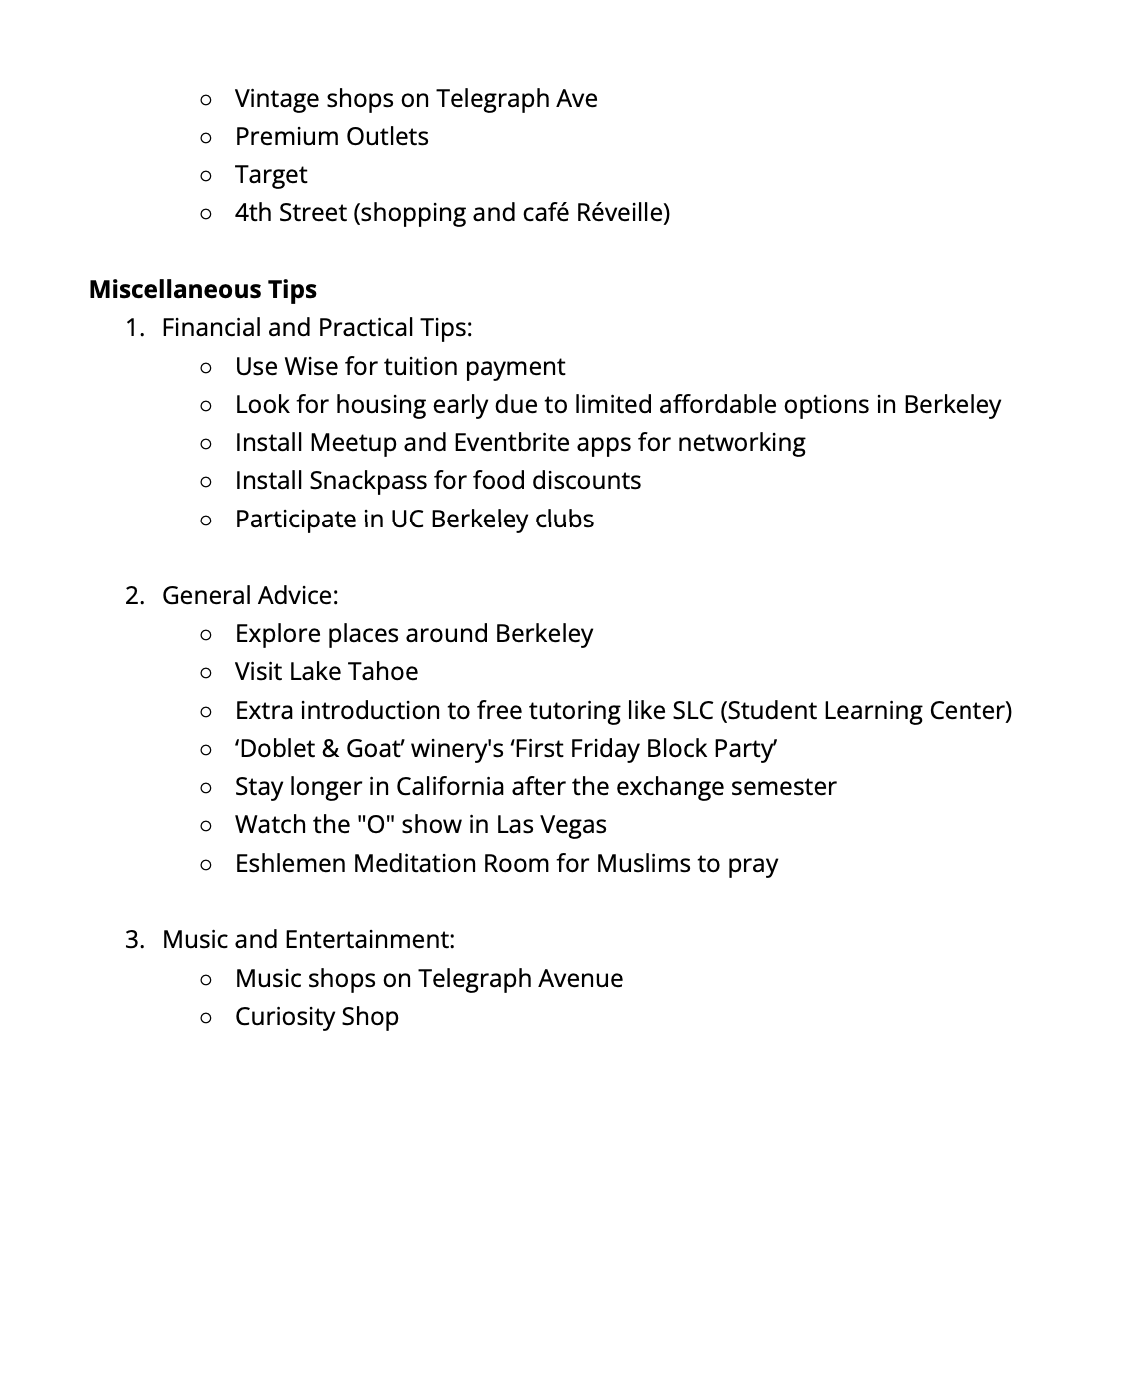 ○ Vintage shops on Telegraph Ave
○ Premium Outlets
○ Target
○ 4th Street (shopping and café Réveille)
Miscellaneous Tips
1. Financial and Practical Tips:
○ Use Wise for tuition payment
○ Look for housing early due to limited affordable options in Berkeley
○ Install Meetup and Eventbrite apps for networking
○ Install Snackpass for food discounts
○ Participate in UC Berkeley clubs
2. General Advice:
○ Explore places around Berkeley
○ Visit Lake Tahoe
○ Extra introduction to free tutoring like SLC (Student Learning Center)
○ ‘Doblet & Goat’ winery's ‘First Friday Block Party’
○ Stay longer in California after the exchange semester
○ Watch the "O" show in Las Vegas
○ Eshlemen Meditation Room for Muslims to pray
3. Music and Entertainment:
○ Music shops on Telegraph Avenue
○ Curiosity Shop